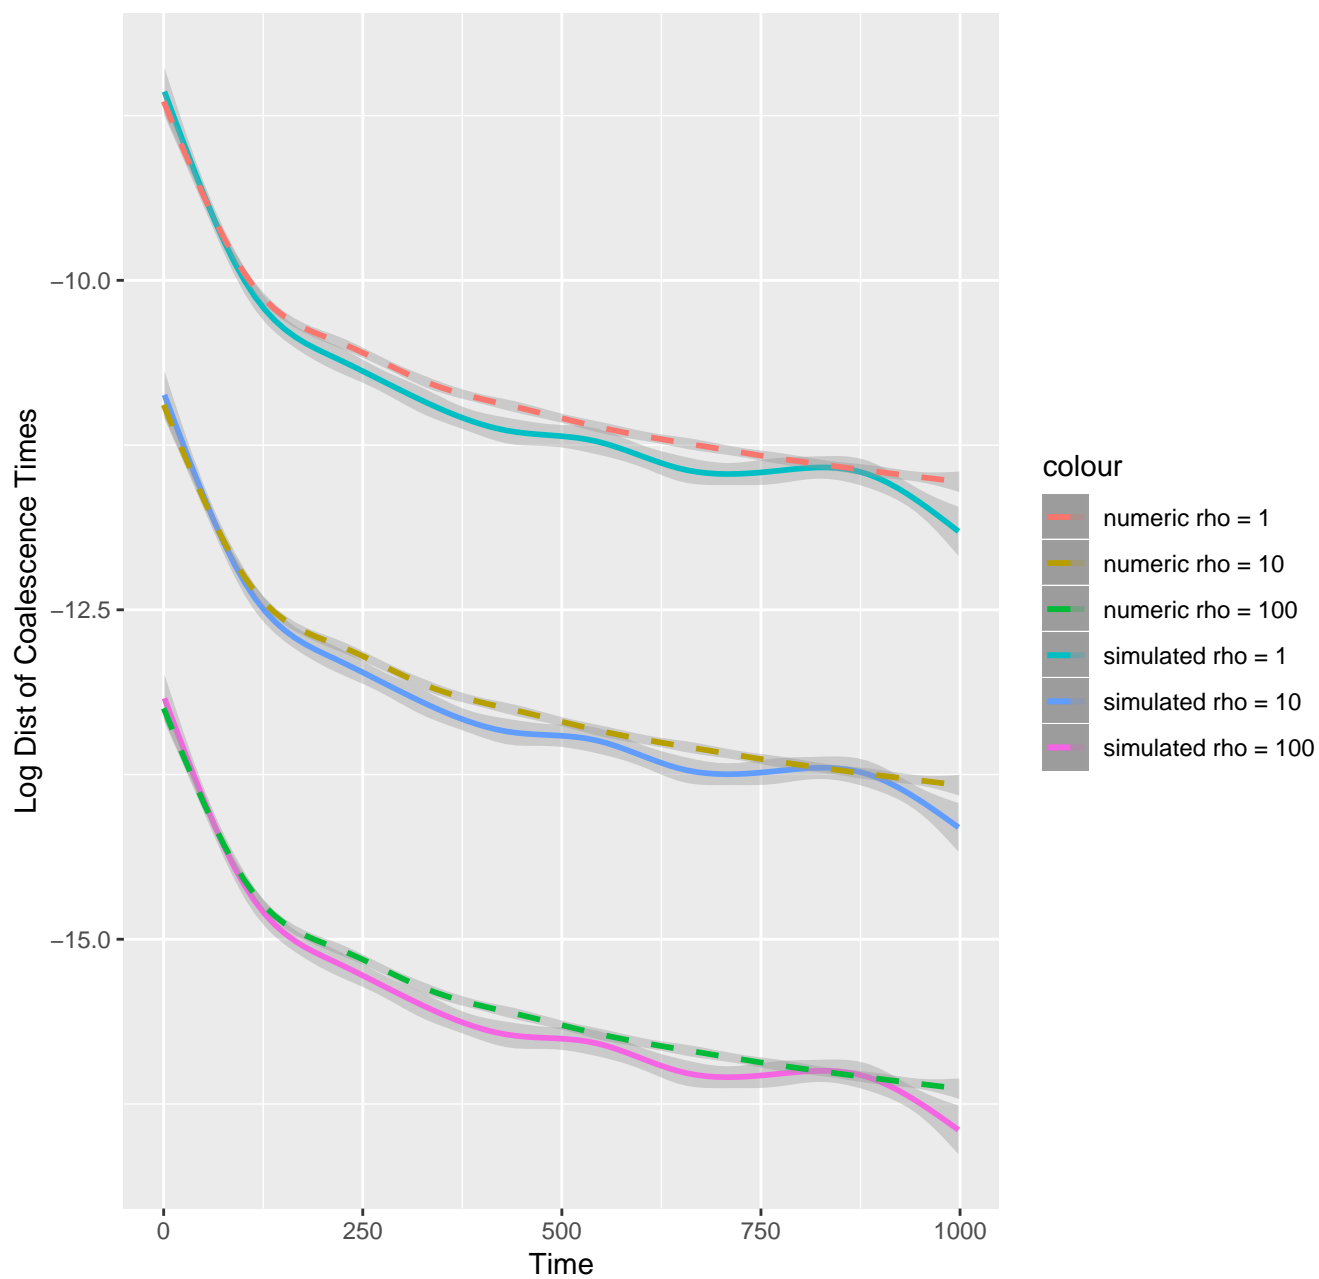 Log Dist of Coalescence Times
−10.0
−12.5
−15.0
0 250 500 750 1000
Time
colour
numeric rho = 1
numeric rho = 10
numeric rho = 100
simulated rho = 1
simulated rho = 10
simulated rho = 100